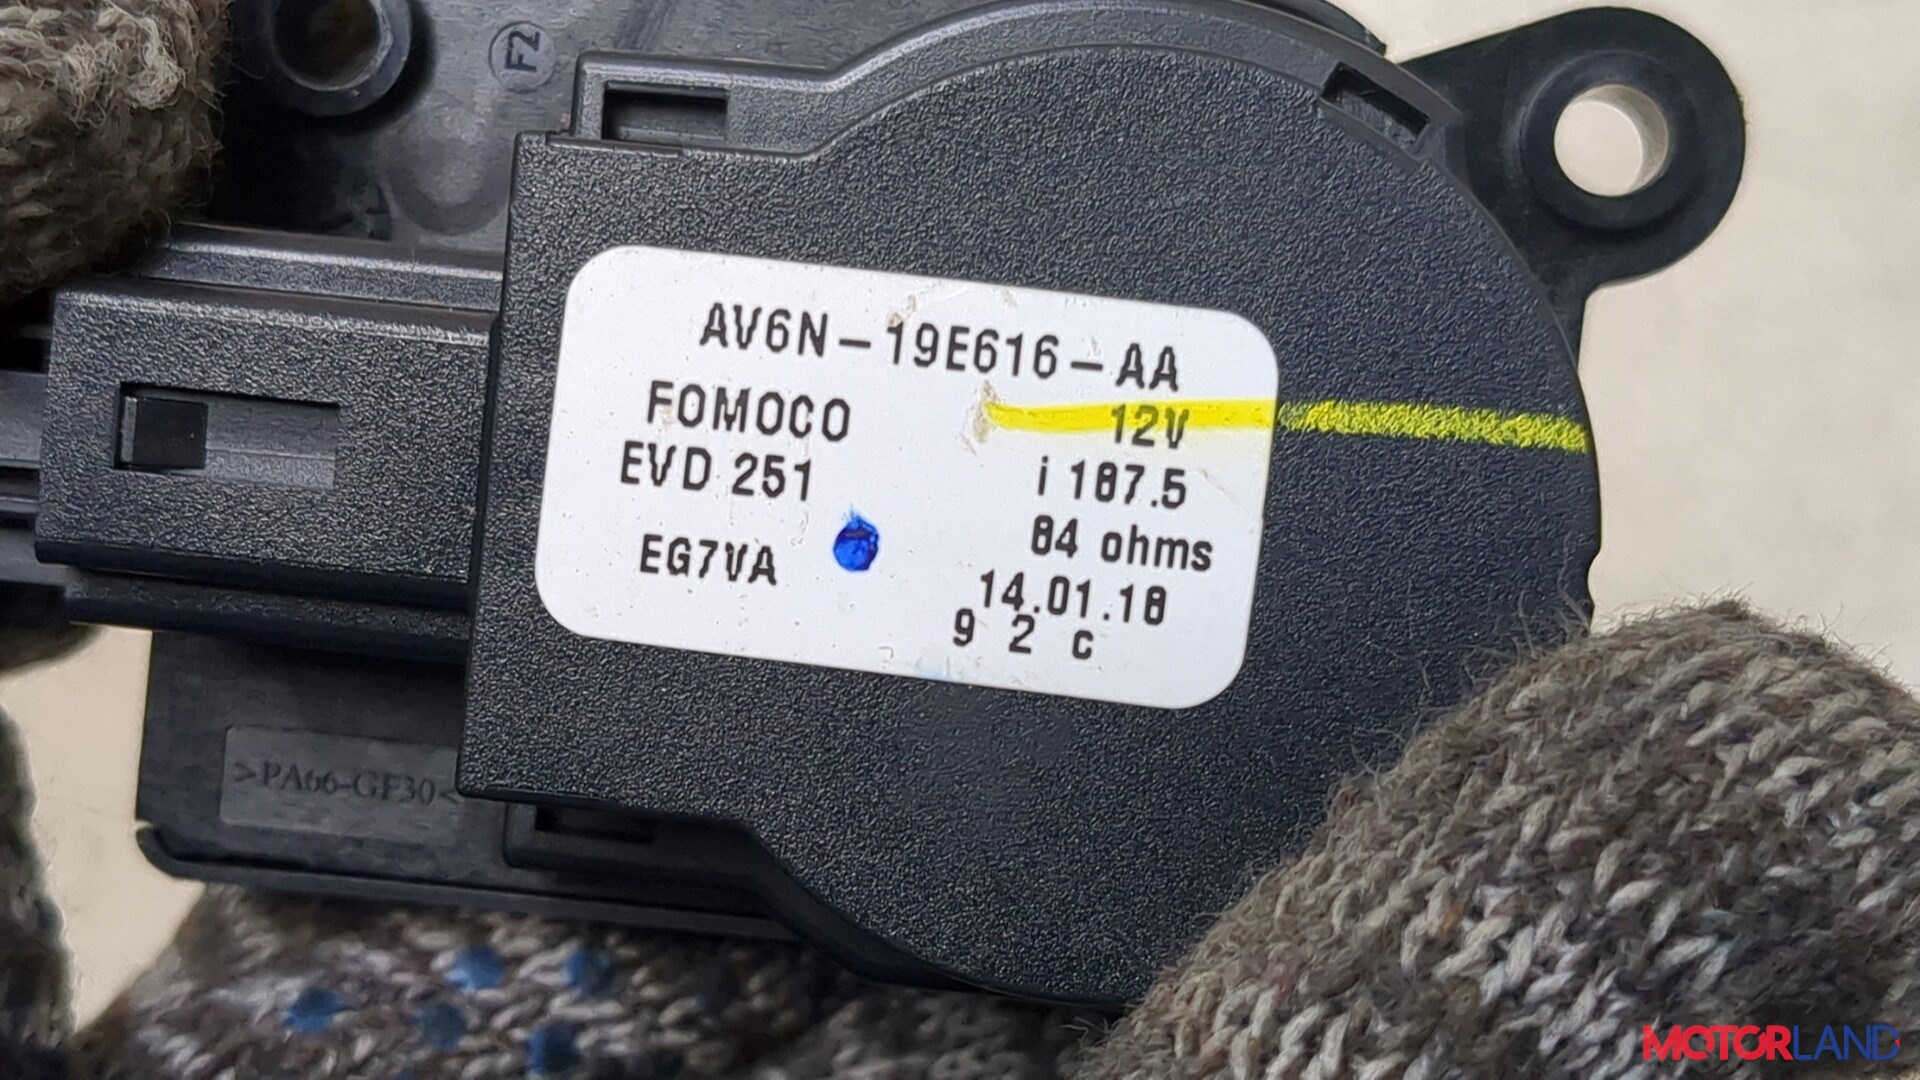 F2
AV6N-19E616-AA
FOMOCO 12V
EVD 251 i 187.5
84 ohms
EG7VA
14.01.18
9 2 c
>PA66-GF30<
MOTORLAND